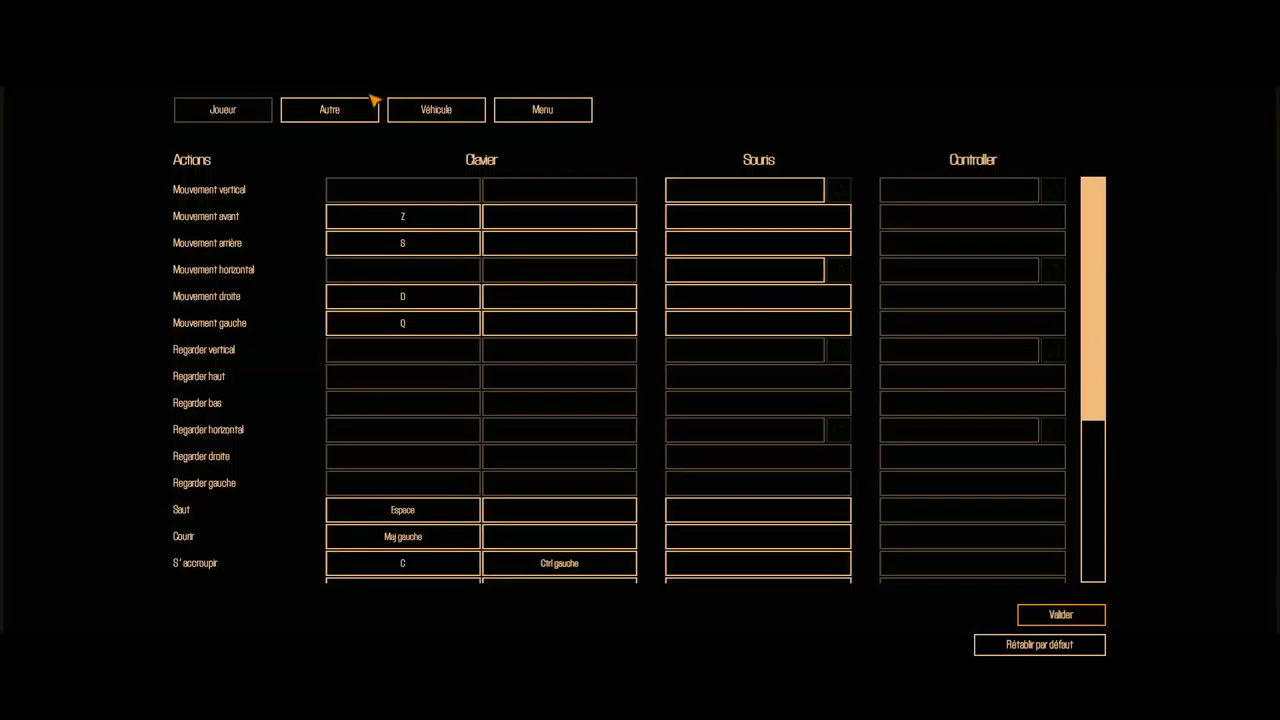 Joueur Autre Véhicule Menu
Actions Clavier Souris Controller
Mouvement vertical
Mouvement avant Z
Mouvement arrière S
Mouvement horizontal
Mouvement droite D
Mouvement gauche Q
Regarder vertical
Regarder haut
Regarder bas
Regarder horizontal
Regarder droite
Regarder gauche
Saut Espace
Courir Maj gauche
S'accroupir C Ctrl gauche
Valider
Rétablir par défaut